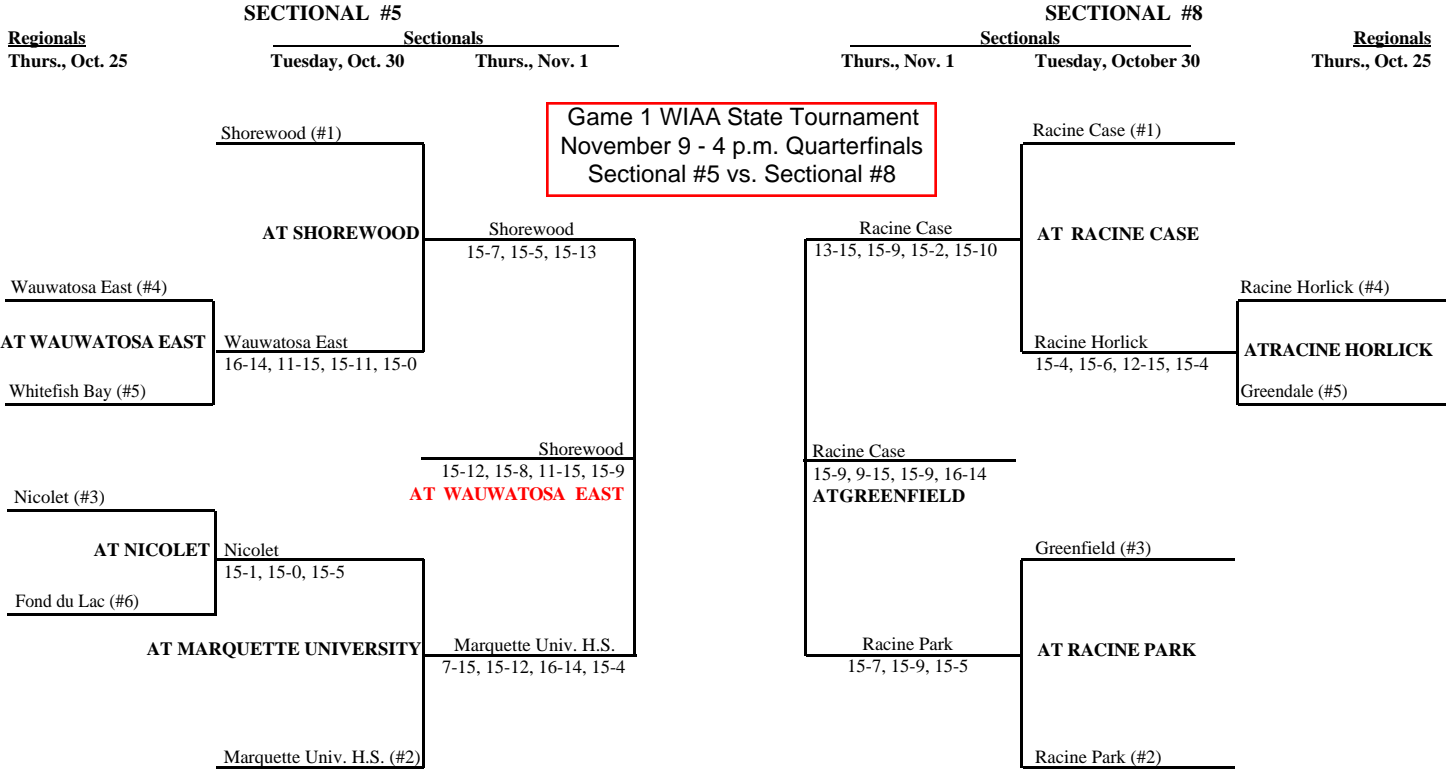 SECTIONAL #5
Regionals
Sectionals
Thurs., Oct. 25
Tuesday, Oct. 30
Thurs., Nov. 1
SECTIONAL #8
Sectionals
Regionals
Thurs., Nov. 1
Tuesday, October 30
Thurs., Oct. 25
Game 1 WIAA State Tournament
November 9 - 4 p.m. Quarterfinals
Sectional #5 vs. Sectional #8
Shorewood (#1)
AT SHOREWOOD
Shorewood
15-7, 15-5, 15-13
Wauwatosa East (#4)
AT WAUWATOSA EAST
Wauwatosa East
16-14, 11-15, 15-11, 15-0
Whitefish Bay (#5)
Shorewood
15-12, 15-8, 11-15, 15-9
AT WAUWATOSA EAST
Nicolet (#3)
AT NICOLET
Nicolet
15-1, 15-0, 15-5
Fond du Lac (#6)
AT MARQUETTE UNIVERSITY
Marquette Univ. H.S.
7-15, 15-12, 16-14, 15-4
Marquette Univ. H.S. (#2)
Racine Case (#1)
Racine Case
13-15, 15-9, 15-2, 15-10
AT RACINE CASE
Racine Horlick (#4)
Racine Horlick
15-4, 15-6, 12-15, 15-4
ATRACINE HORLICK
Greendale (#5)
Racine Case
15-9, 9-15, 15-9, 16-14
ATGREENFIELD
Greenfield (#3)
Racine Park
15-7, 15-9, 15-5
AT RACINE PARK
Racine Park (#2)